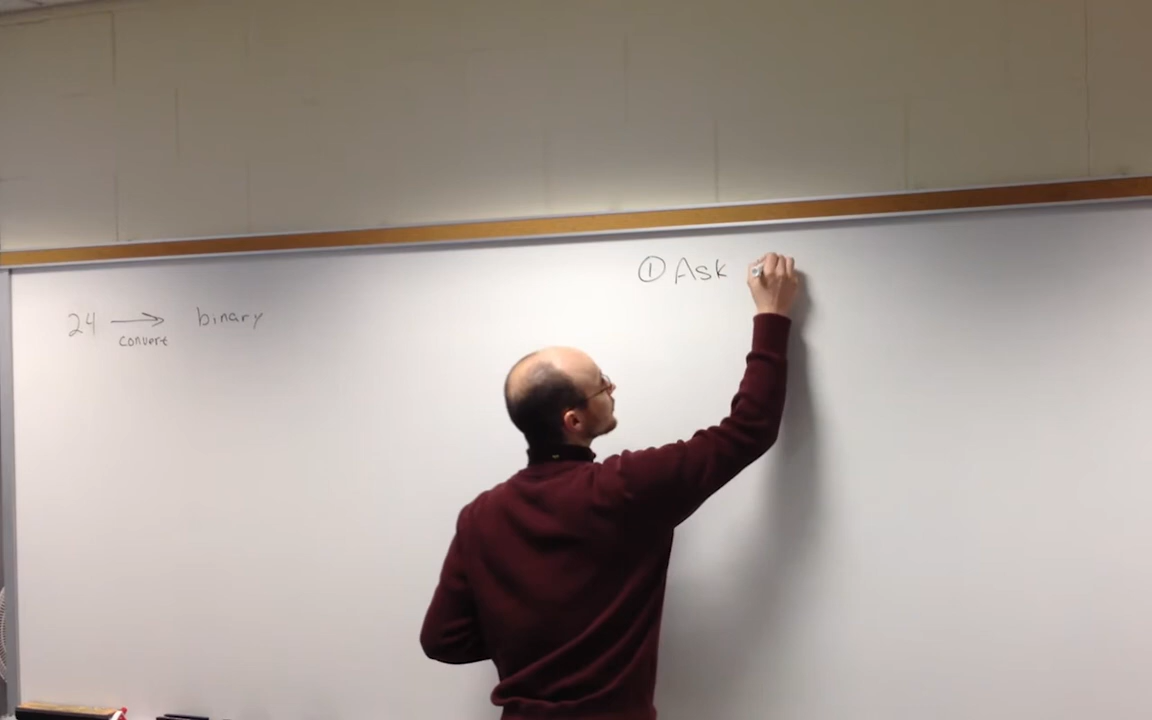 24 → binary
convert
① Ask